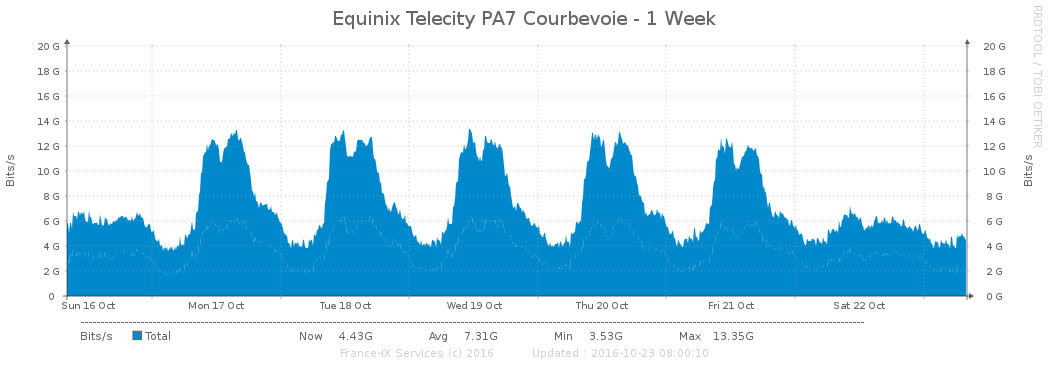 Equinix Telecity PA7 Courbevoie - 1 Week
RRDTOOL / TOBI OETIKER
Bits/s
20 G 20 G
18 G 18 G
16 G 16 G
14 G 14 G
12 G 12 G
10 G 10 G
8 G 8 G
6 G 6 G
4 G 4 G
2 G 2 G
0 0 G
Bits/s
Sun 16 Oct Mon 17 Oct Tue 18 Oct Wed 19 Oct Thu 20 Oct Fri 21 Oct Sat 22 Oct
Bits/s Total Now 4.43G Avg 7.31G Min 3.53G Max 13.35G
France-IX Services (c) 2016 Updated : 2016-10-23 08:00:10